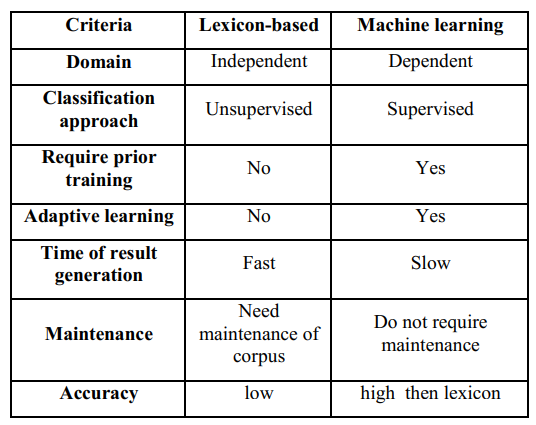 Criteria Lexicon-based Machine learning
Domain Independent Dependent
Classification
approach Unsupervised Supervised
Require prior
training No Yes
Adaptive learning No Yes
Time of result
generation Fast Slow
Maintenance Need
maintenance of
corpus Do not require
maintenance
Accuracy low high then lexicon